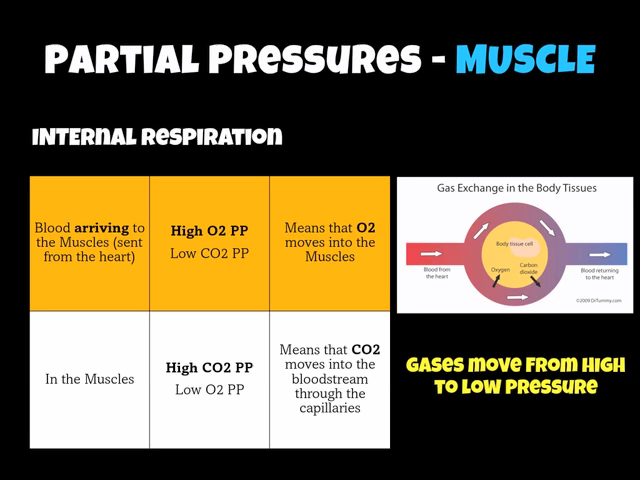 Partial Pressures - Muscle
Internal Respiration
Blood arriving to
the Muscles (sent
from the heart)
High O2 PP
Low CO2 PP
Means that O2
moves into the
Muscles
In the Muscles
High CO2 PP
Low O2 PP
Means that CO2
moves into the
bloodstream
through the
capillaries
Gas Exchange in the Body Tissues
Body tissue cell
Oxygen
Carbon
dioxide
Blood from
the heart
Blood returning
to the heart
©2009.DrTummy.com
Gases move from high
to low pressure